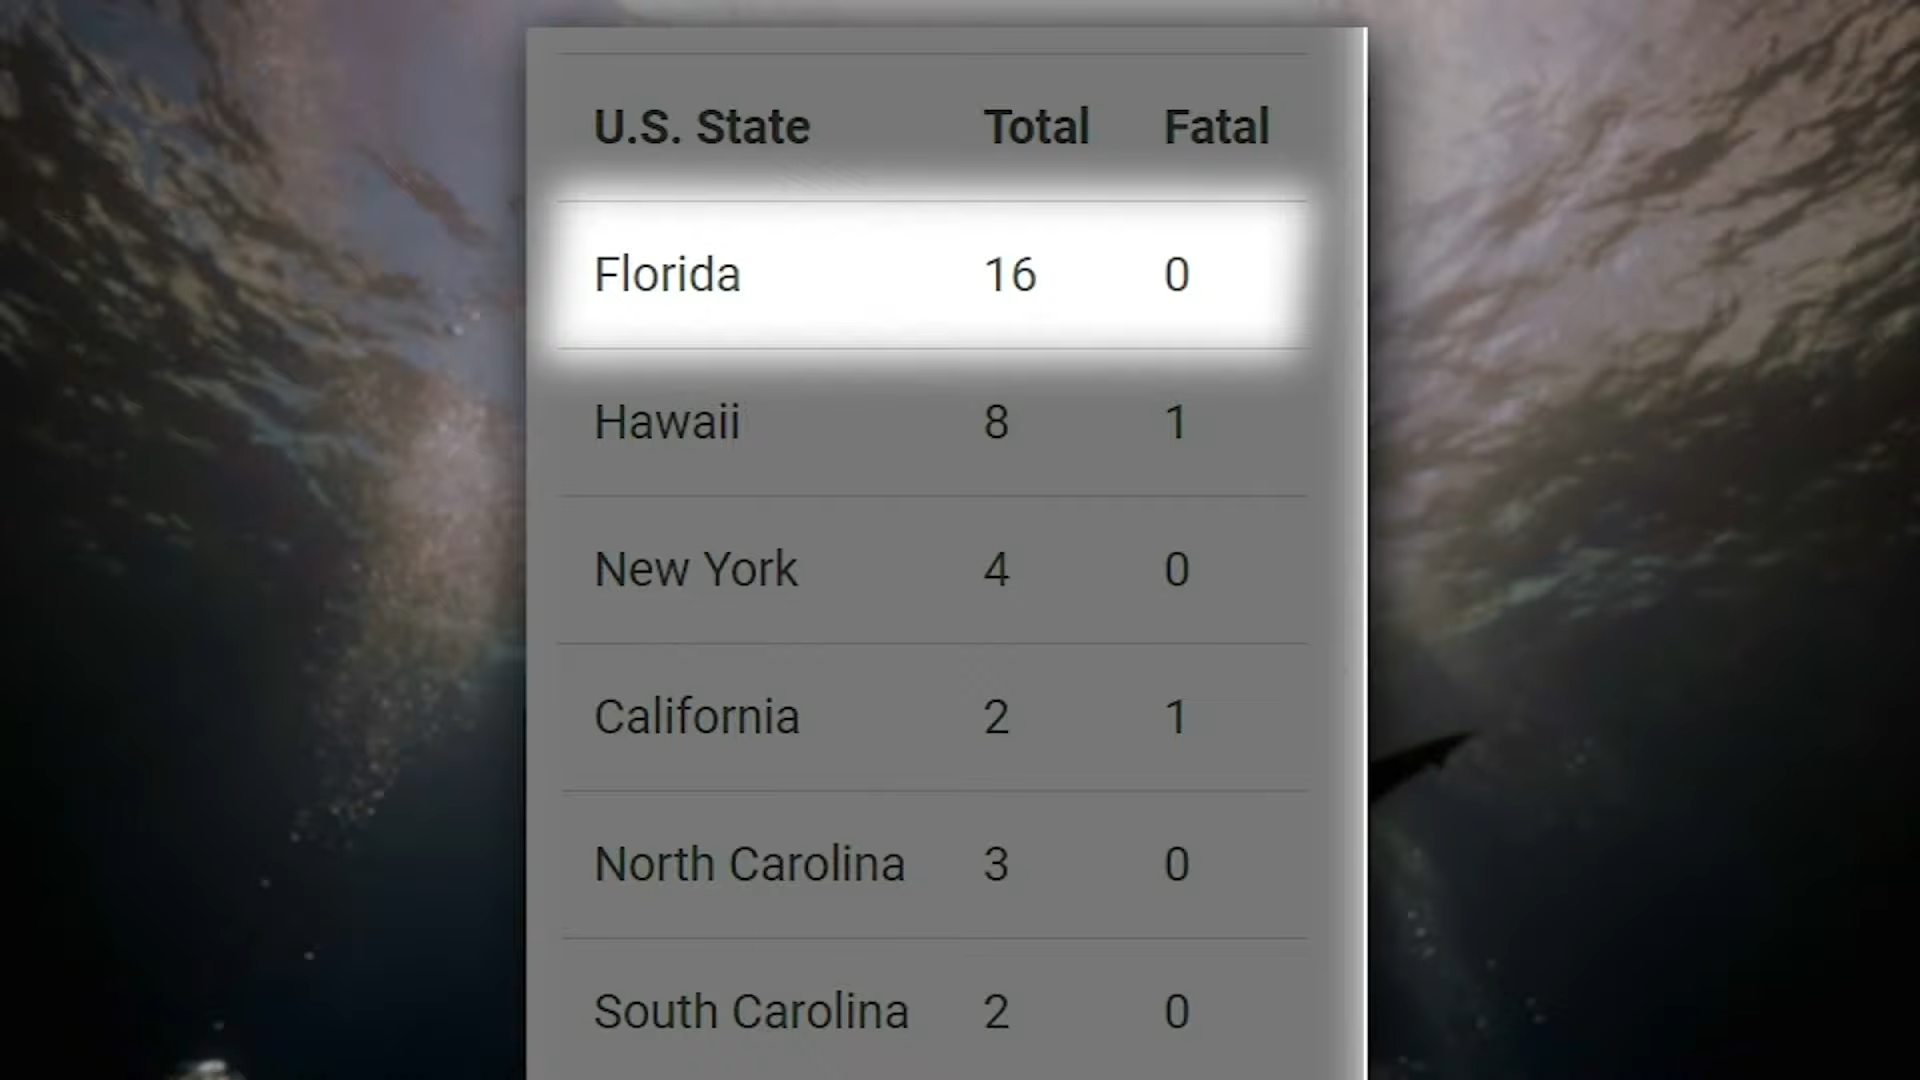 U.S. State Total Fatal
Florida 16 0
Hawaii 8 1
New York 4 0
California 2 1
North Carolina 3 0
South Carolina 2 0